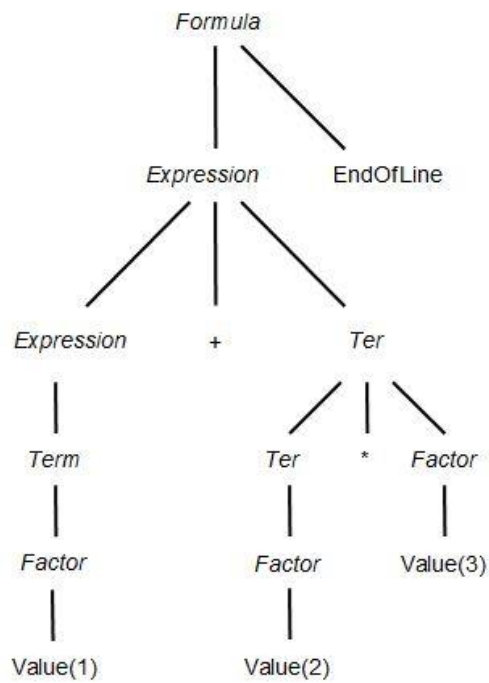 Formula
Expression EndOfLine
Expression + Ter
Term Ter * Factor
Factor Factor Value(3)
Value(1) Value(2)